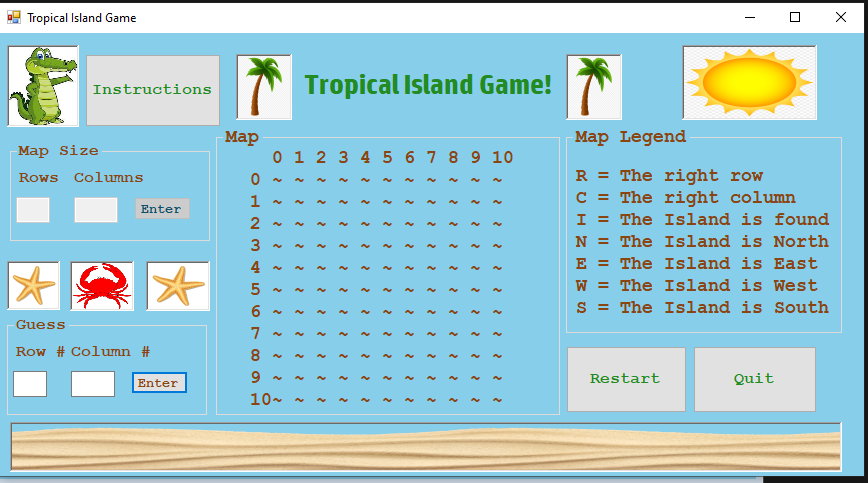 Tropical Island Game
Instructions
Tropical Island Game!
Map Size
Rows Columns
Enter
Guess
Row # Column #
Enter
Map
0 1 2 3 4 5 6 7 8 9 10
0 ~ ~ ~ ~ ~ ~ ~ ~ ~ ~ ~
1 ~ ~ ~ ~ ~ ~ ~ ~ ~ ~ ~
2 ~ ~ ~ ~ ~ ~ ~ ~ ~ ~ ~
3 ~ ~ ~ ~ ~ ~ ~ ~ ~ ~ ~
4 ~ ~ ~ ~ ~ ~ ~ ~ ~ ~ ~
5 ~ ~ ~ ~ ~ ~ ~ ~ ~ ~ ~
6 ~ ~ ~ ~ ~ ~ ~ ~ ~ ~ ~
7 ~ ~ ~ ~ ~ ~ ~ ~ ~ ~ ~
8 ~ ~ ~ ~ ~ ~ ~ ~ ~ ~ ~
9 ~ ~ ~ ~ ~ ~ ~ ~ ~ ~ ~
10~ ~ ~ ~ ~ ~ ~ ~ ~ ~ ~
Map Legend
R = The right row
C = The right column
I = The Island is found
N = The Island is North
E = The Island is East
W = The Island is West
S = The Island is South
Restart
Quit